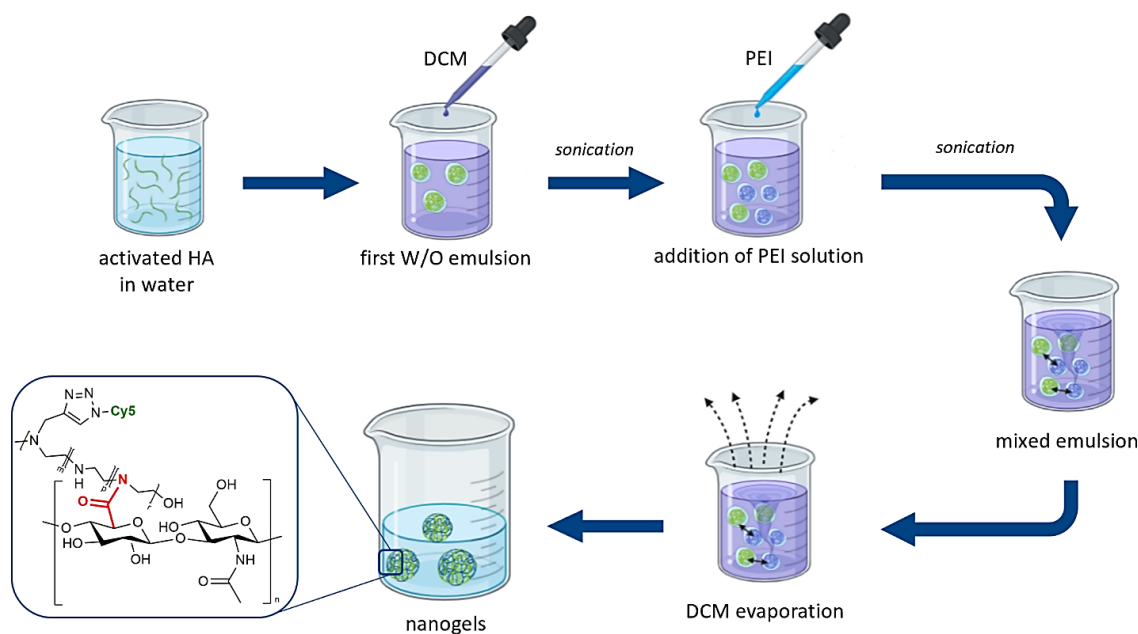 DCM
PEI
sonication
sonication
activated HA
in water
first W/O emulsion
addition of PEI solution
mixed emulsion
DCM evaporation
nanogels
N
N
N
Cy5
N
N
H
m
p
N
r
OH
O
HO
O
O
O
HO
OH
O
HO
O
NH
O
n